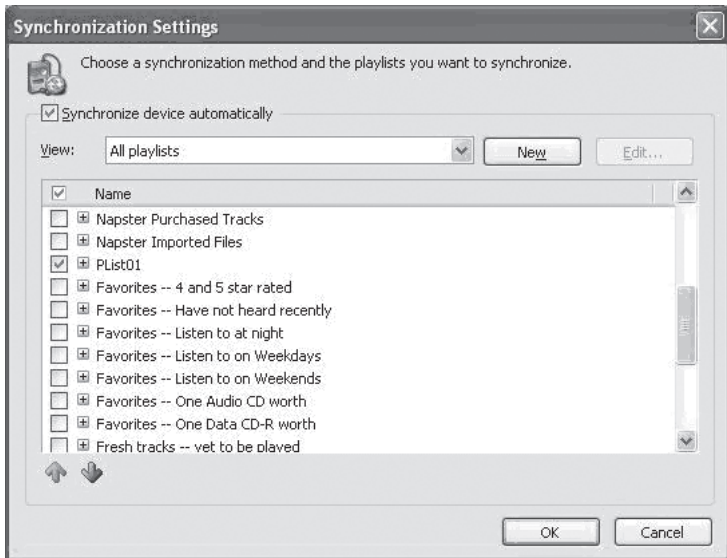 Synchronization Settings
Choose a synchronization method and the playlists you want to synchronize.
Synchronize device automatically
View: All playlists New Edit...
Name
Napster Purchased Tracks
Napster Imported Files
PList01
Favorites -- 4 and 5 star rated
Favorites -- Have not heard recently
Favorites -- Listen to at night
Favorites -- Listen to on Weekdays
Favorites -- Listen to on Weekends
Favorites -- One Audio CD worth
Favorites -- One Data CD-R worth
Fresh tracks -- yet to be played
OK Cancel